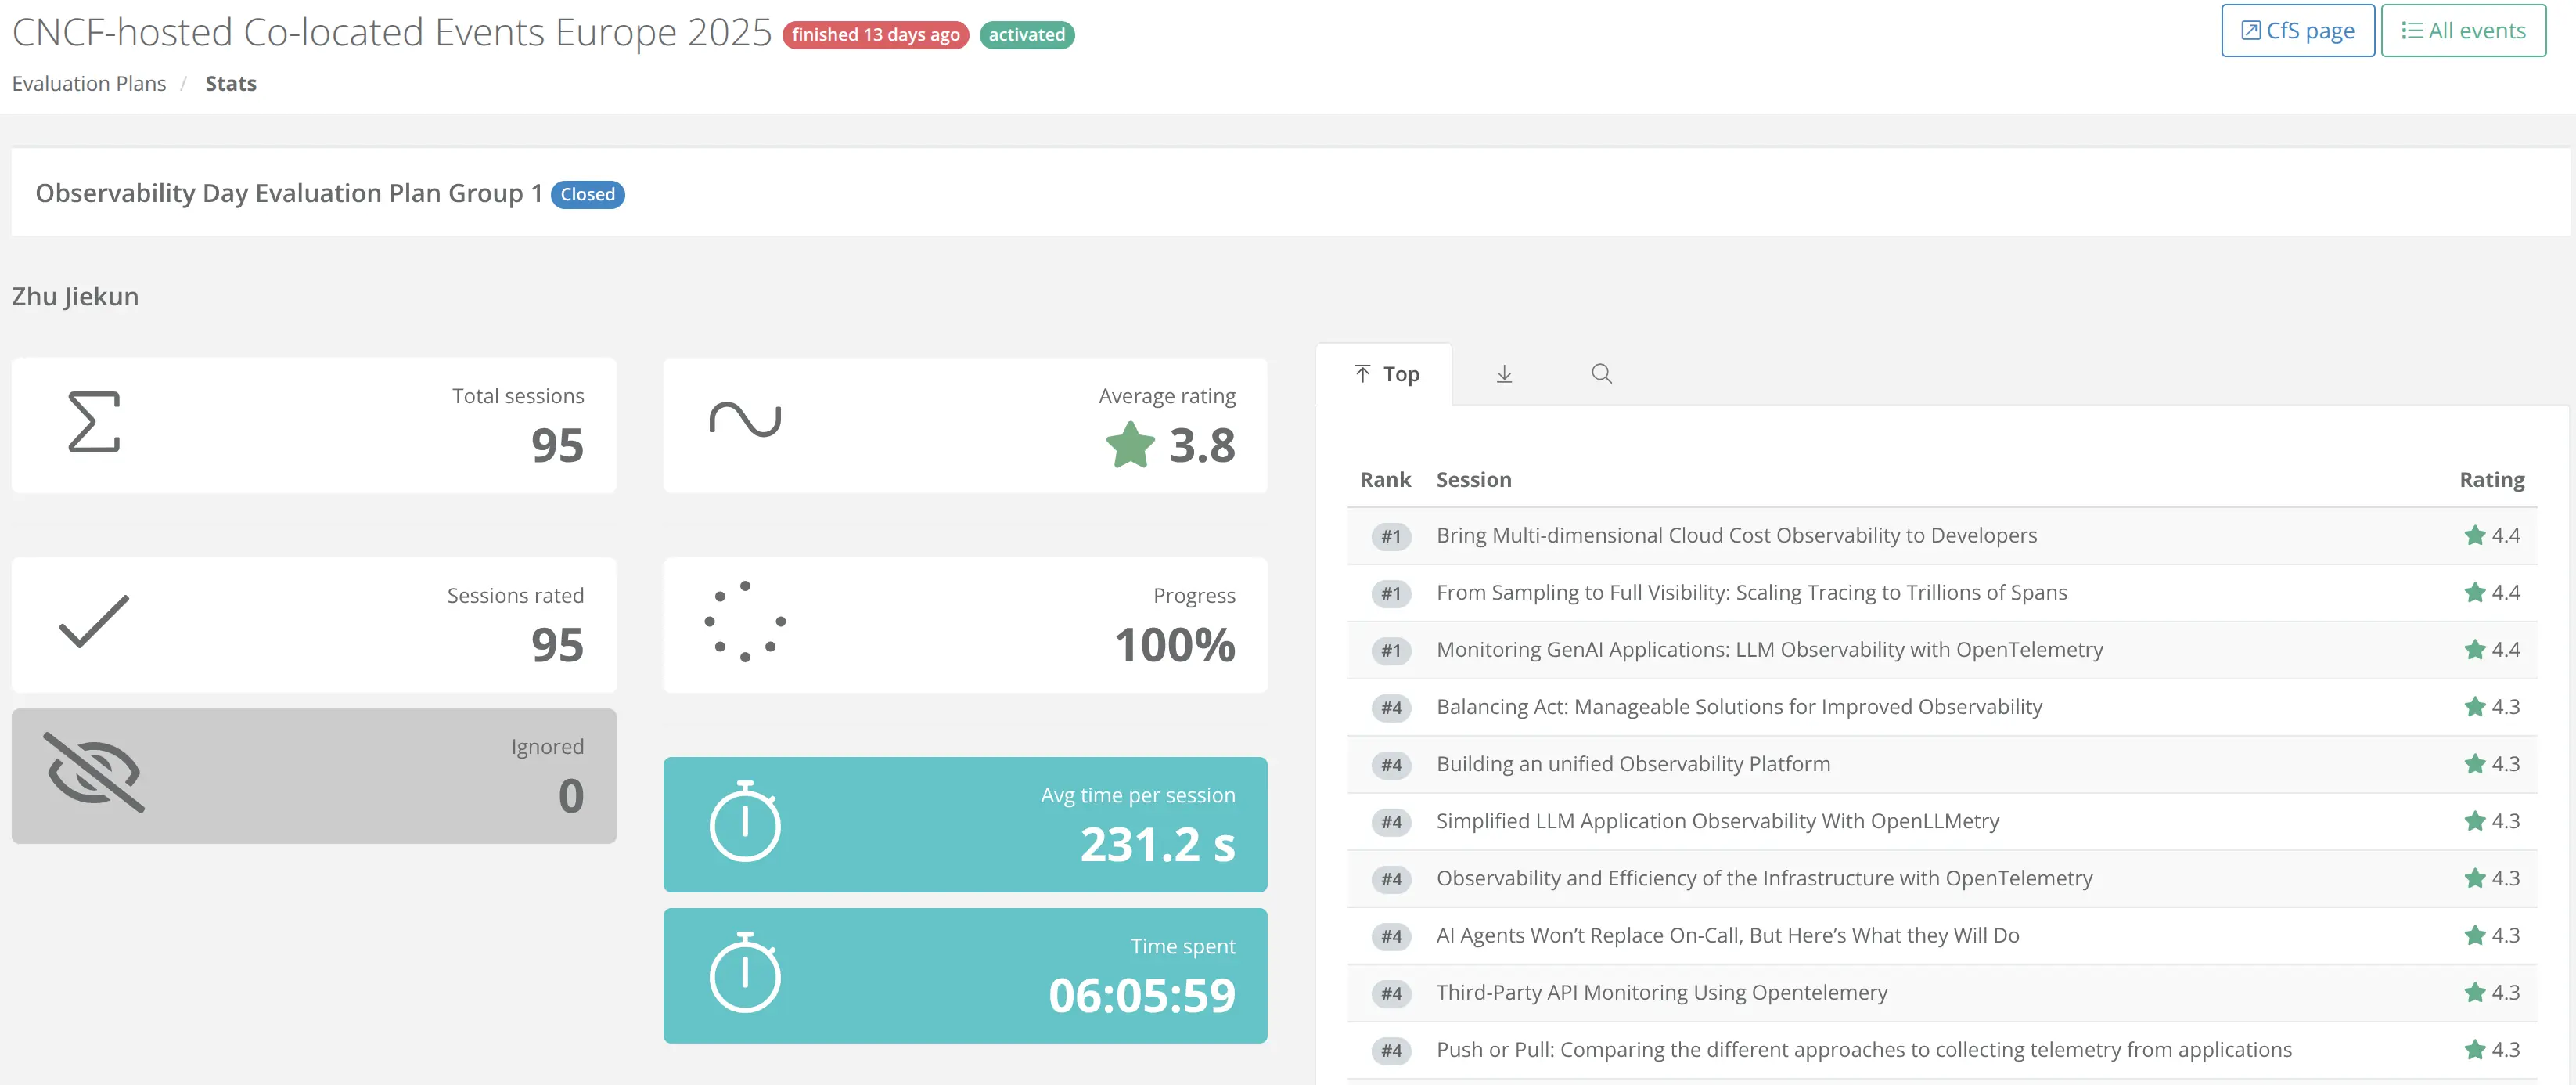 CNCF-hosted Co-located Events Europe 2025 finished 13 days ago activated
CfS page
All events
Evaluation Plans / Stats
Observability Day Evaluation Plan Group 1 Closed
Zhu Jiekun
Total sessions
95
Average rating
3.8
Sessions rated
95
Progress
100%
Ignored
0
Avg time per session
231.2 s
Time spent
06:05:59
Top
Rank Session Rating
#1 Bring Multi-dimensional Cloud Cost Observability to Developers 4.4
#1 From Sampling to Full Visibility: Scaling Tracing to Trillions of Spans 4.4
#1 Monitoring GenAI Applications: LLM Observability with OpenTelemetry 4.4
#4 Balancing Act: Manageable Solutions for Improved Observability 4.3
#4 Building an unified Observability Platform 4.3
#4 Simplified LLM Application Observability With OpenLLMetry 4.3
#4 Observability and Efficiency of the Infrastructure with OpenTelemetry 4.3
#4 AI Agents Won’t Replace On-Call, But Here’s What they Will Do 4.3
#4 Third-Party API Monitoring Using Opentelemery 4.3
#4 Push or Pull: Comparing the different approaches to collecting telemetry from applications 4.3